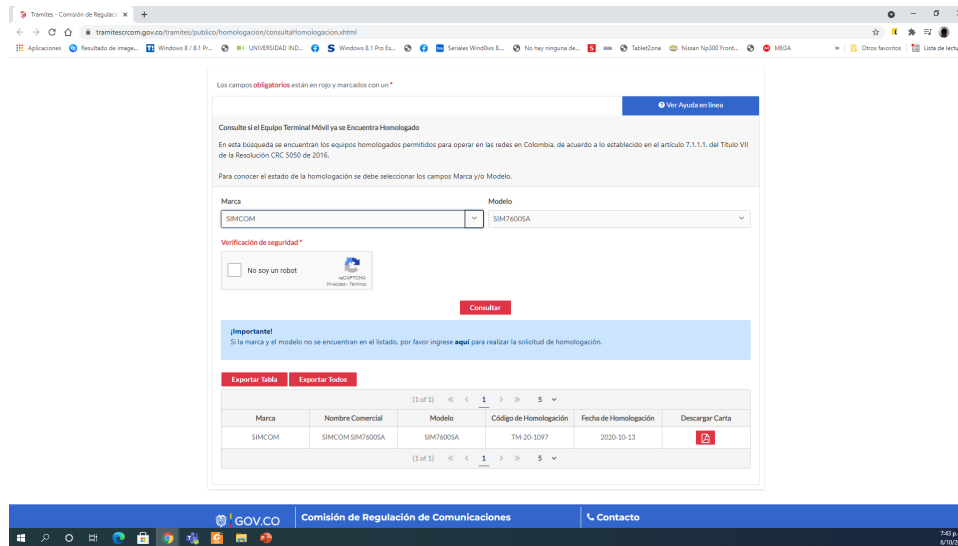 Tramites - Comisión de Regulaci
tramitescrcom.gov.co/tramites/publico/homologacion/consultaHomologacion.xhtml
Aplicaciones Resultado de image... Windows 8 / 8.1 Pr... UNIVERSIDAD IND... Windows 8.1 Pro Es... Seriales Wind0ws 8... No hay ninguna de... TabletZona Nissan Np300 Front... MEGA » Otros favoritos Lista de lectu
Los campos obligatorios están en rojo y marcados con un *
Ver Ayuda en línea
Consulte si el Equipo Terminal Móvil ya se Encuentra Homologado
En esta búsqueda se encuentran los equipos homologados permitidos para operar en las redes en Colombia, de acuerdo a lo establecido en el artículo 7.1.1.1. del Título VII
de la Resolución CRC 5050 de 2016.
Para conocer el estado de la homologación se debe seleccionar los campos Marca y/o Modelo.
Marca Modelo
SIMCOM SIM7600SA
Verificación de seguridad *
No soy un robot
reCAPTCHA
Privacidad - Términos
Consultar
¡Importante!
Si la marca y el modelo no se encuentran en el listado, por favor ingrese aquí para realizar la solicitud de homologación.
Exportar Tabla Exportar Todos
(1 of 1) 1 5
Marca Nombre Comercial Modelo Código de Homologación Fecha de Homologación Descargar Carta
SIMCOM SIMCOM SIM7600SA SIM7600SA TM-20-1097 2020-10-13
(1 of 1) 1 5
GOV.CO Comisión de Regulación de Comunicaciones Contacto
7:43 p.
6/10/2